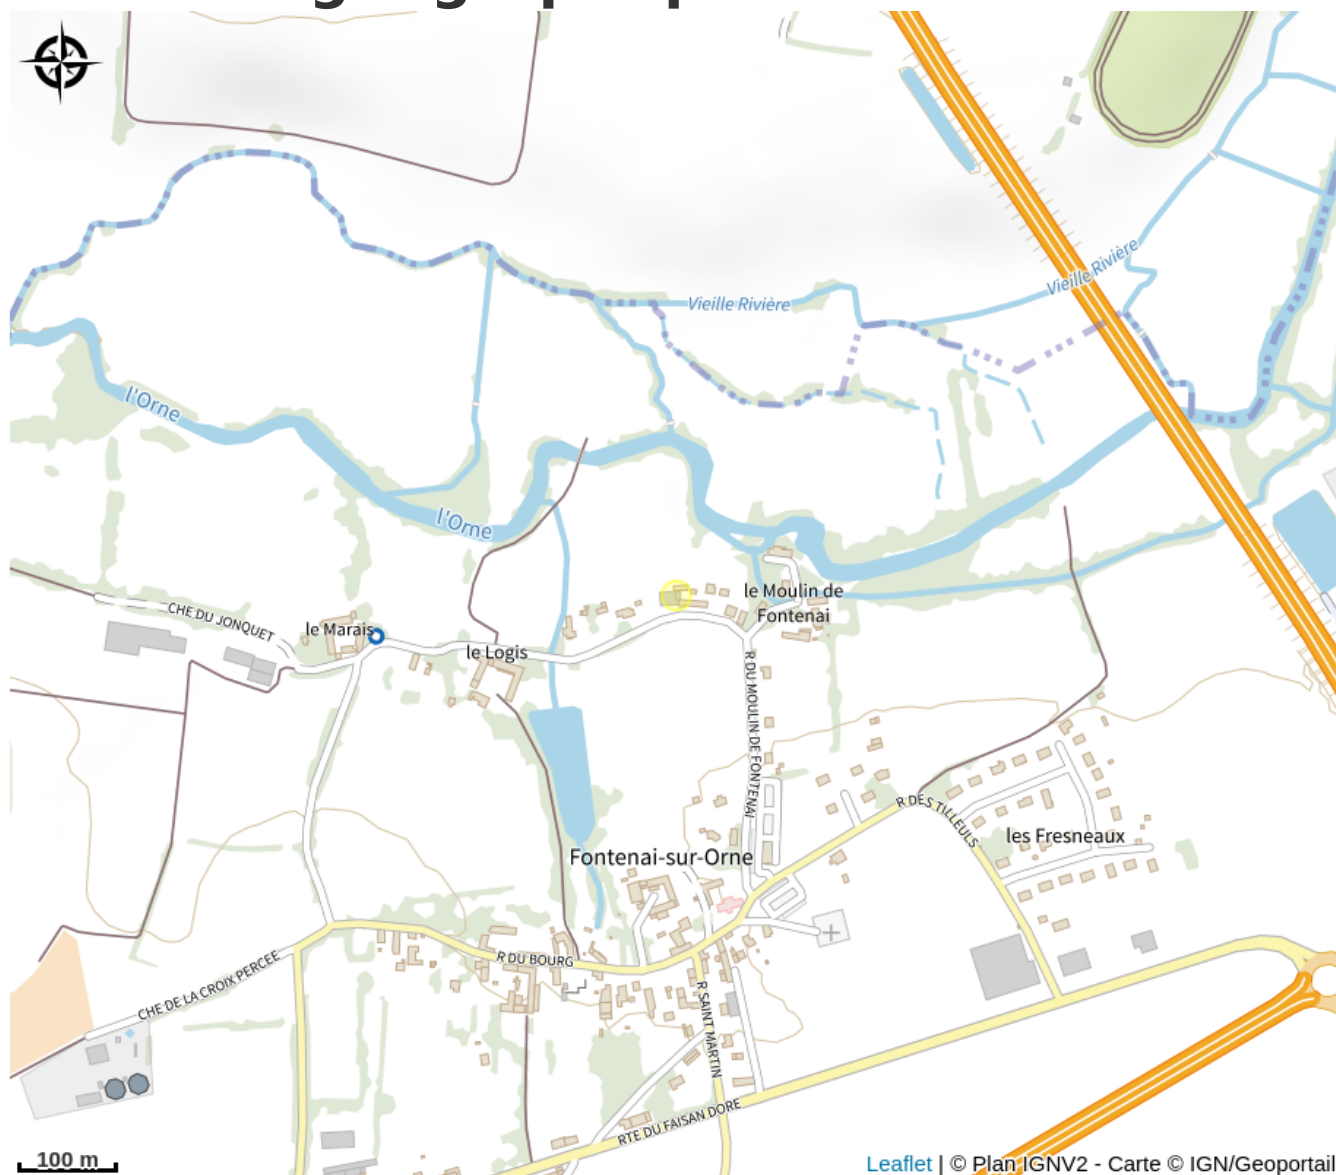 Vieille Rivière
Vieille Rivière
l'Orne
l'Orne
le Moulin de
Fontenai
CHE DU JONQUET
le Marais
le Logis
R DU MOULIN DE FONTENAI
R DES TILLEULS
les Fresneaux
Fontenai-sur-Orne
R DU BOURG
CHE DE LA CROIX PERCEE
R SAINT MARTIN
RTE DU FAISAN DORE
100 m
Leaflet | © Plan IGNV2 - Carte © IGN/Geoportail